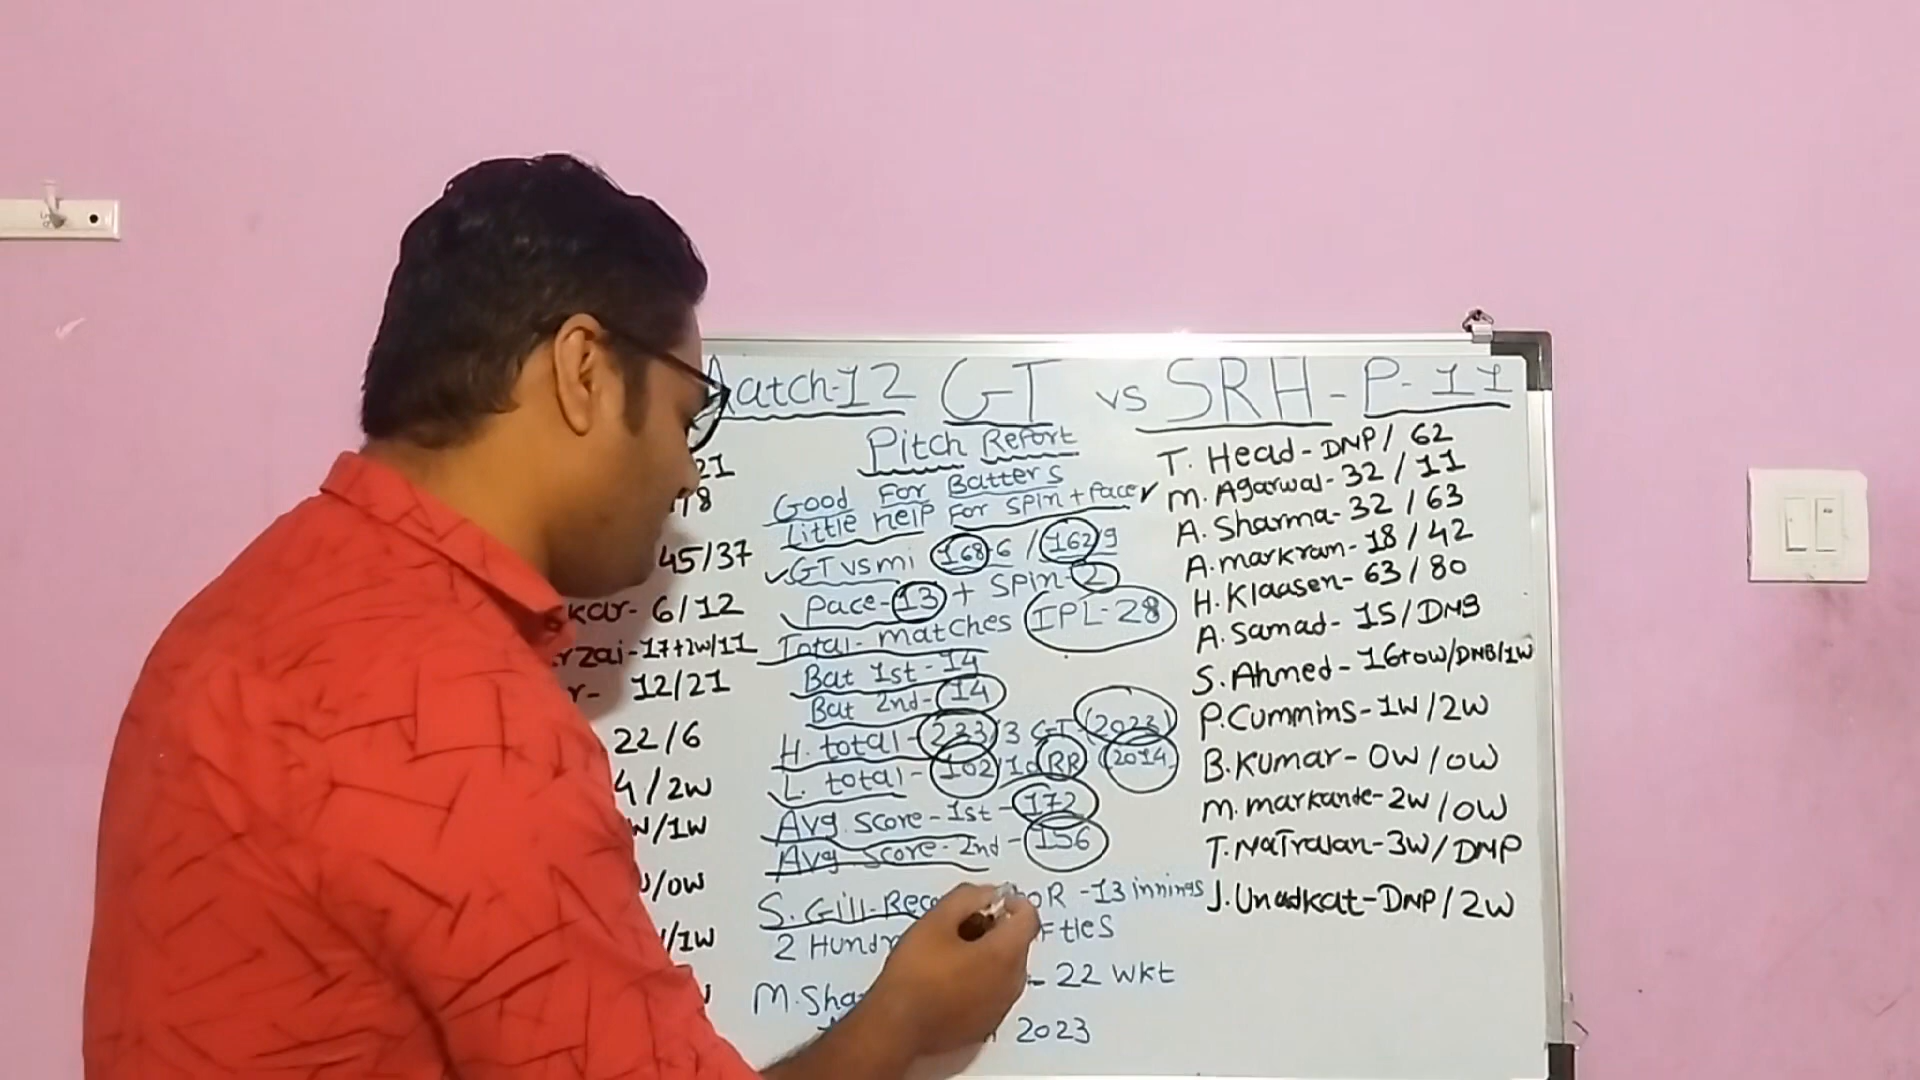 atch-12 GT vs SRH - P-11
Pitch Report
Good For Batters
Little help For spin + Pacer
GT vs mi 168-6 / 162/9
Pace-13 + Spin-2
Total matches IPL-28
Bat 1st-14
Bat 2nd-14
H. total-233/3 GT-(2023)
L. total-102/10 RR (2014)
Avg. score-1st-172
Avg score-2nd-156
S. Gill-Reco -13 innings
2 Hund FtieS
M.Sha - 22 wkt
2023
21
/8
45/37
kar- 6/12
rzai-17+2w/11
r- 12/21
22/6
4/2w
w/1w
/0w
/1w
T. Head-DNP/ 62
M. Agarwal-32/11
A. Sharma-32/63
A. markram-18/42
H. Klaasen-63/80
A. Samad-15/DNB
S. Ahmed-16+0w/DNB/1W
P. Cummins-1w/2w
B. Kumar-0w/0w
M. markande-2w/0w
T. Natrajan-3w/DNP
J. Unadkat-DNP/2w